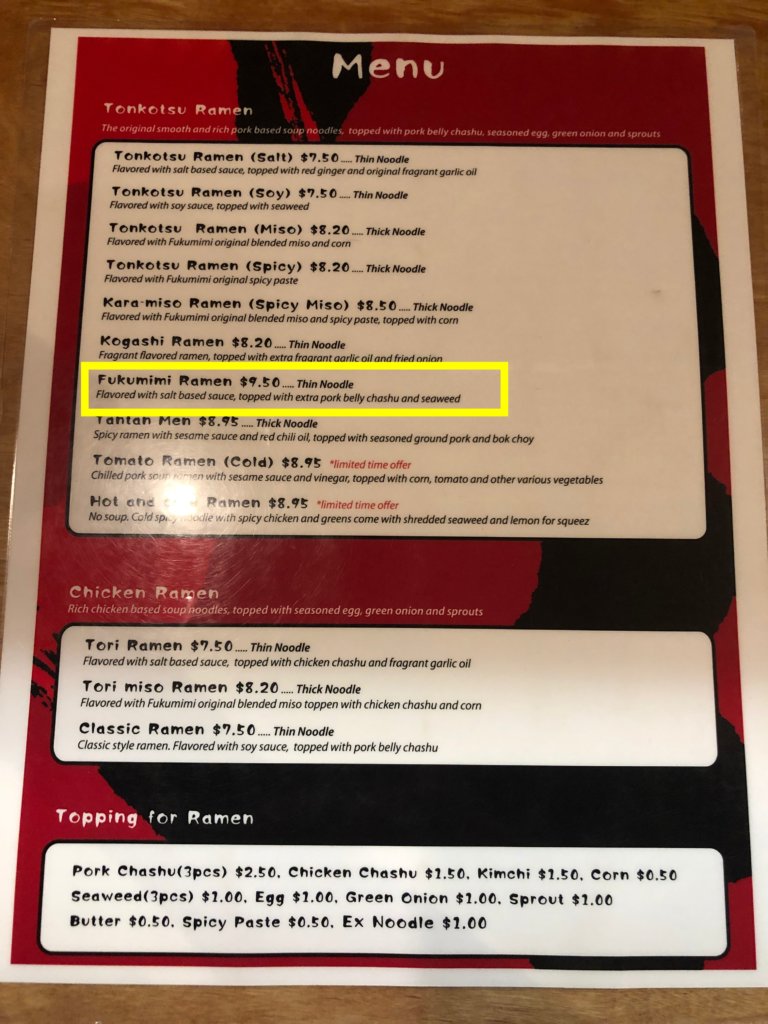 Menu
Tonkotsu Ramen
The original smooth and rich pork based soup noodles, topped with pork belly chashu, seasoned egg, green onion and sprouts
Tonkotsu Ramen (Salt) $7.50..... Thin Noodle
Flavored with salt based sauce, topped with red ginger and original fragrant garlic oil
Tonkotsu Ramen (Soy) $7.50..... Thin Noodle
Flavored with soy sauce, topped with seaweed
Tonkotsu Ramen (Miso) $8.20..... Thick Noodle
Flavored with Fukumimi original blended miso and corn
Tonkotsu Ramen (Spicy) $8.20..... Thick Noodle
Flavored with Fukumimi original spicy paste
Kara-miso Ramen (Spicy Miso) $8.50..... Thick Noodle
Flavored with Fukumimi original blended miso and spicy paste, topped with corn
Kogashi Ramen $8.20..... Thin Noodle
Fragrant flavored ramen, topped with extra fragrant garlic oil and fried onion
Fukumimi Ramen $9.50..... Thin Noodle
Flavored with salt based sauce, topped with extra pork belly chashu and seaweed
Tantan Men $8.95..... Thick Noodle
Spicy ramen with sesame sauce and red chili oil, topped with seasoned ground pork and bok choy
Tomato Ramen (Cold) $8.95 *limited time offer
Chilled pork soup ramen with sesame sauce and vinegar, topped with corn, tomato and other various vegetables
Hot and Ramen $8.95 *limited time offer
No soup. Cold spicy noodle with spicy chicken and greens come with shredded seaweed and lemon for squeez
Chicken Ramen
Rich chicken based soup noodles, topped with seasoned egg, green onion and sprouts
Tori Ramen $7.50..... Thin Noodle
Flavored with salt based sauce, topped with chicken chashu and fragrant garlic oil
Tori miso Ramen $8.20..... Thick Noodle
Flavored with Fukumimi original blended miso toppen with chicken chashu and corn
Classic Ramen $7.50..... Thin Noodle
Classic style ramen. Flavored with soy sauce, topped with pork belly chashu
Topping for Ramen
Pork Chashu(3pcs) $2.50, Chicken Chashu $1.50, Kimchi $1.50, Corn $0.50
Seaweed(3pcs) $1.00, Egg $1.00, Green Onion $1.00, Sprout $1.00
Butter $0.50, Spicy Paste $0.50, Ex Noodle $1.00